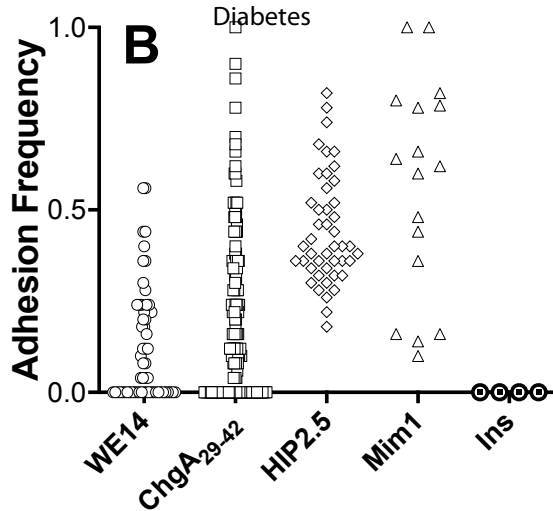 Diabetes
B
1.0
0.5
0.0
Adhesion Frequency
WE14
ChgA29-42
HIP2.5
Mim1
Ins